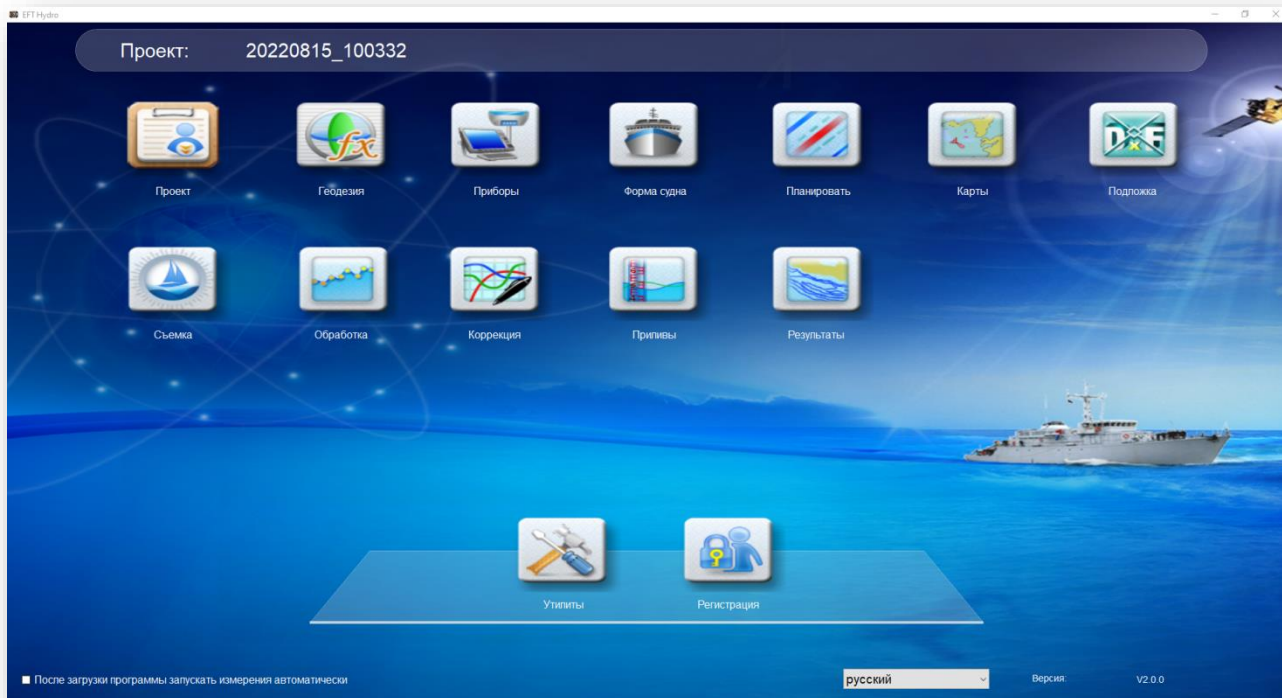 EFT Hydro
Проект: 20220815_100332
DXF
Проект Геодезия Приборы Форма судна Планировать Карты Подложка
Съемка Обработка Коррекция Приливы Результаты
Утилиты Регистрация
После загрузки программы запускать измерения автоматически русский Версия: V2.0.0